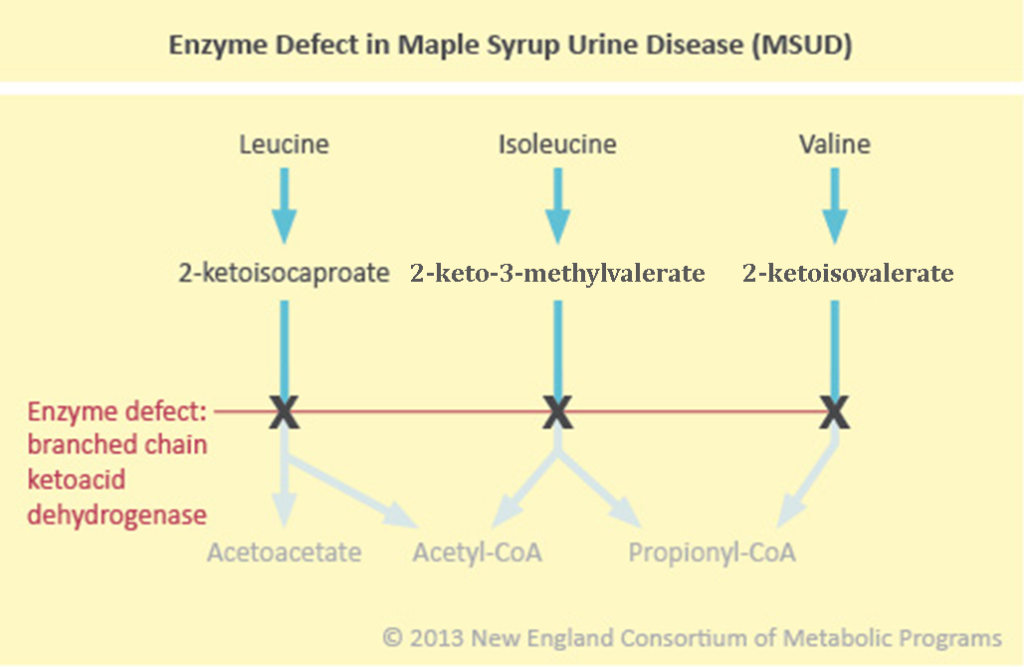 Enzyme Defect in Maple Syrup Urine Disease (MSUD)
Leucine Isoleucine Valine
2-ketoisocaproate 2-keto-3-methylvalerate 2-ketoisovalerate
X X X
Enzyme defect:
branched chain
ketoacid
dehydrogenase
Acetoacetate Acetyl-CoA Propionyl-CoA
© 2013 New England Consortium of Metabolic Programs